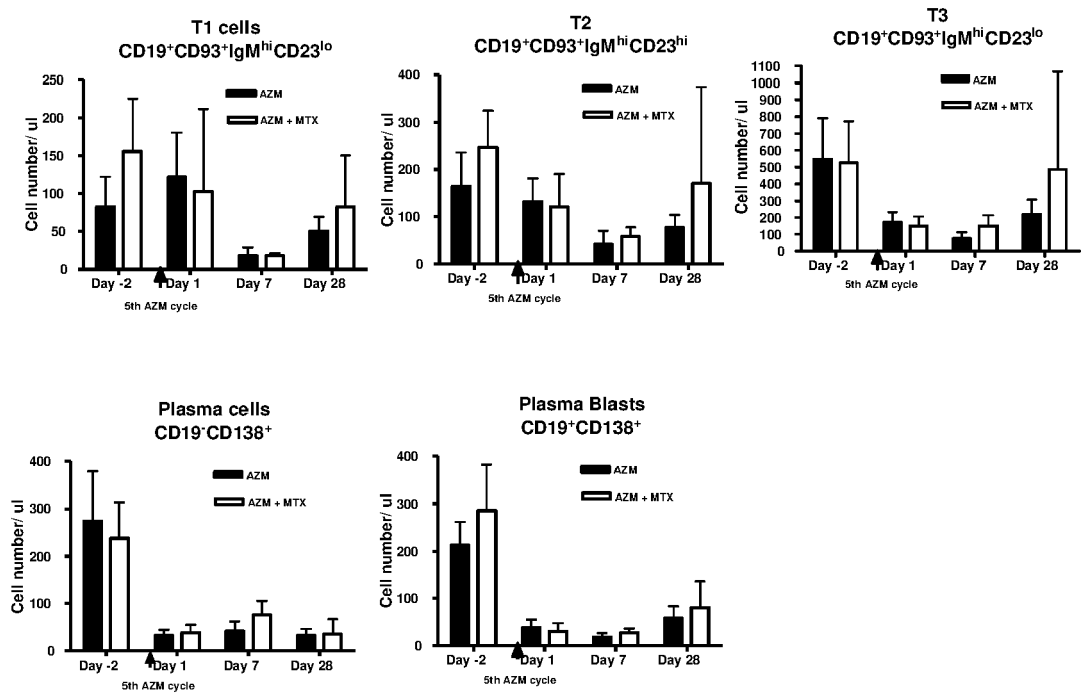 T1 cells
CD19⁺CD93⁺IgMʰⁱCD23ˡᵒ
250
200
150
100
50
0
Cell number/ ul
AZM
AZM + MTX
Day -2
Day 1
Day 7
Day 28
5th AZM cycle
T2
CD19⁺CD93⁺IgMʰⁱCD23ʰⁱ
400
300
200
100
0
Cell number/ ul
AZM
AZM + MTX
Day -2
Day 1
Day 7
Day 28
5th AZM cycle
T3
CD19⁺CD93⁺IgMʰⁱCD23ˡᵒ
1100
1000
900
800
700
600
500
400
300
200
100
0
Cell number/ ul
AZM
AZM + MTX
Day -2
Day 1
Day 7
Day 28
5th AZM cycle
Plasma cells
CD19⁻CD138⁺
400
300
200
100
0
Cell number/ ul
AZM
AZM + MTX
Day -2
Day 1
Day 7
Day 28
5th AZM cycle
Plasma Blasts
CD19⁺CD138⁺
400
300
200
100
0
Cell number/ ul
AZM
AZM + MTX
Day -2
Day 1
Day 7
Day 28
5th AZM cycle